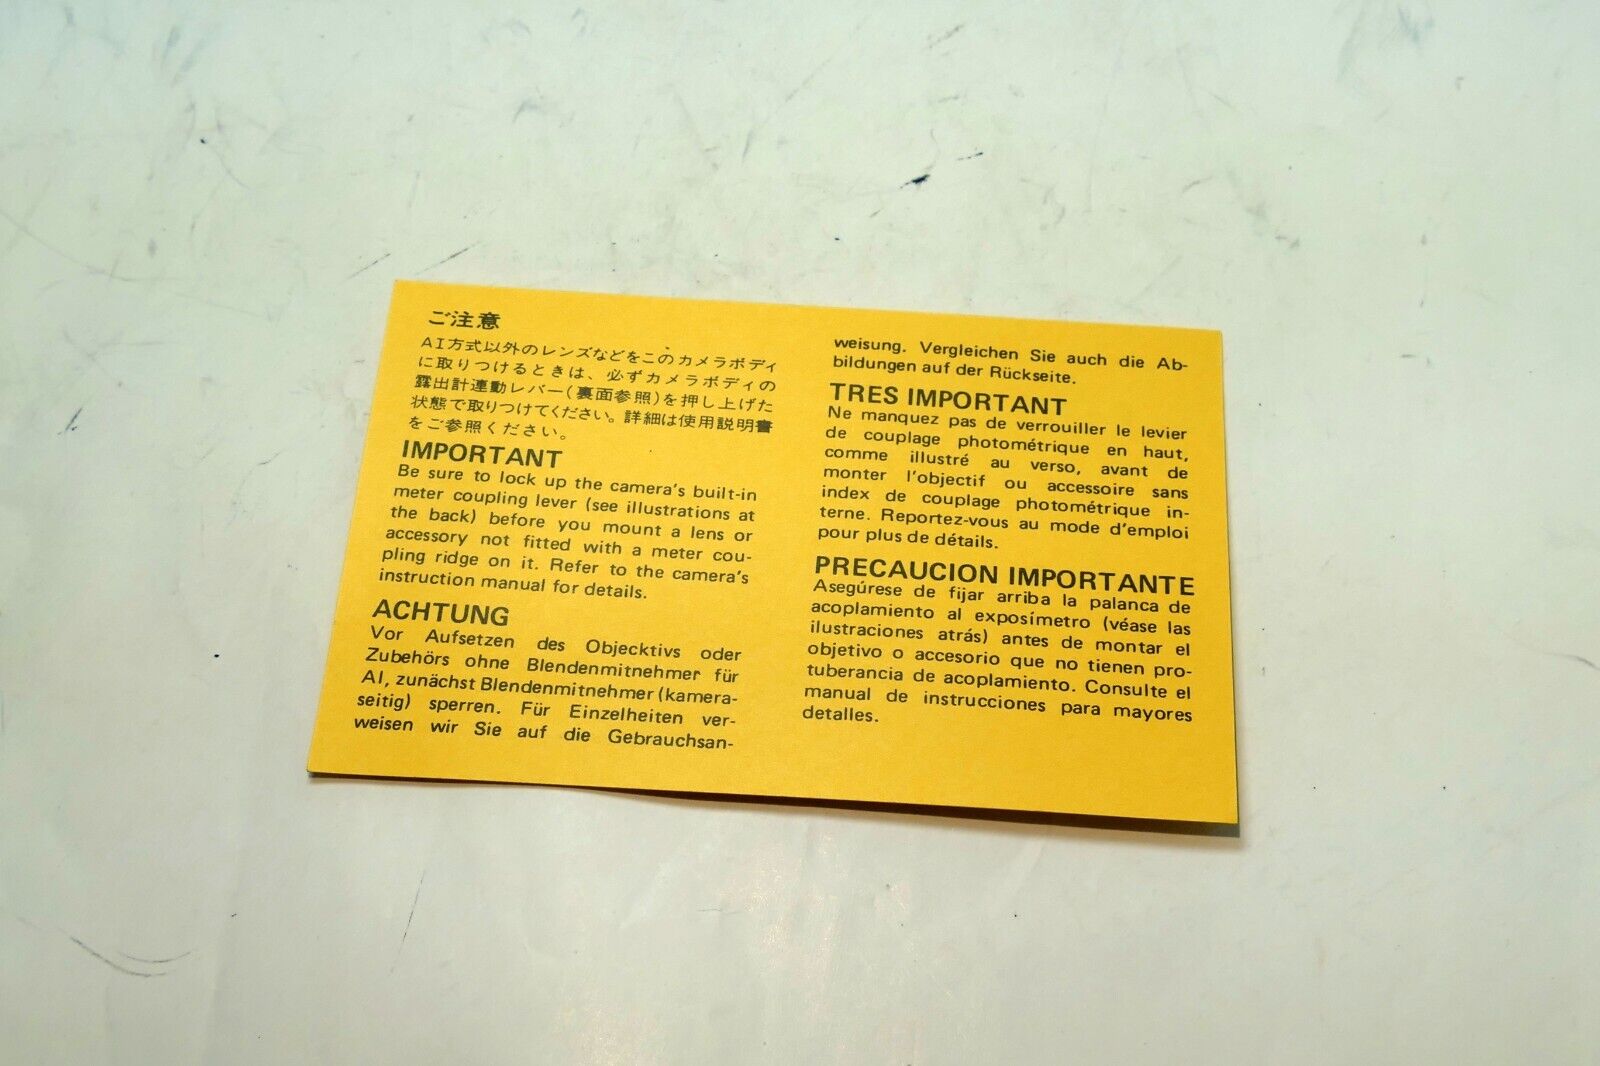 ご注意
AI方式以外のレンズなどをこのカメラボディ
に取りつけるときは、必ずカメラボディの
露出計連動レバー(裏面参照)を押し上げた
状態で取りつけてください。詳細は使用説明書
をご参照ください。
IMPORTANT
Be sure to lock up the camera's built-in
meter coupling lever (see illustrations at
the back) before you mount a lens or
accessory not fitted with a meter cou-
pling ridge on it. Refer to the camera's
instruction manual for details.
ACHTUNG
Vor Aufsetzen des Objecktivs oder
Zubehörs ohne Blendenmitnehmer für
AI, zunächst Blendenmitnehmer (kamera-
seitig) sperren. Für Einzelheiten ver-
weisen wir Sie auf die Gebrauchsan-
weisung. Vergleichen Sie auch die Ab-
bildungen auf der Rückseite.
TRES IMPORTANT
Ne manquez pas de verrouiller le levier
de couplage photométrique en haut,
comme illustré au verso, avant de
monter l'objectif ou accessoire sans
index de couplage photométrique in-
terne. Reportez-vous au mode d'emploi
pour plus de détails.
PRECAUCION IMPORTANTE
Asegúrese de fijar arriba la palanca de
acoplamiento al exposímetro (véase las
ilustraciones atrás) antes de montar el
objetivo o accesorio que no tienen pro-
tuberancia de acoplamiento. Consulte el
manual de instrucciones para mayores
detalles.